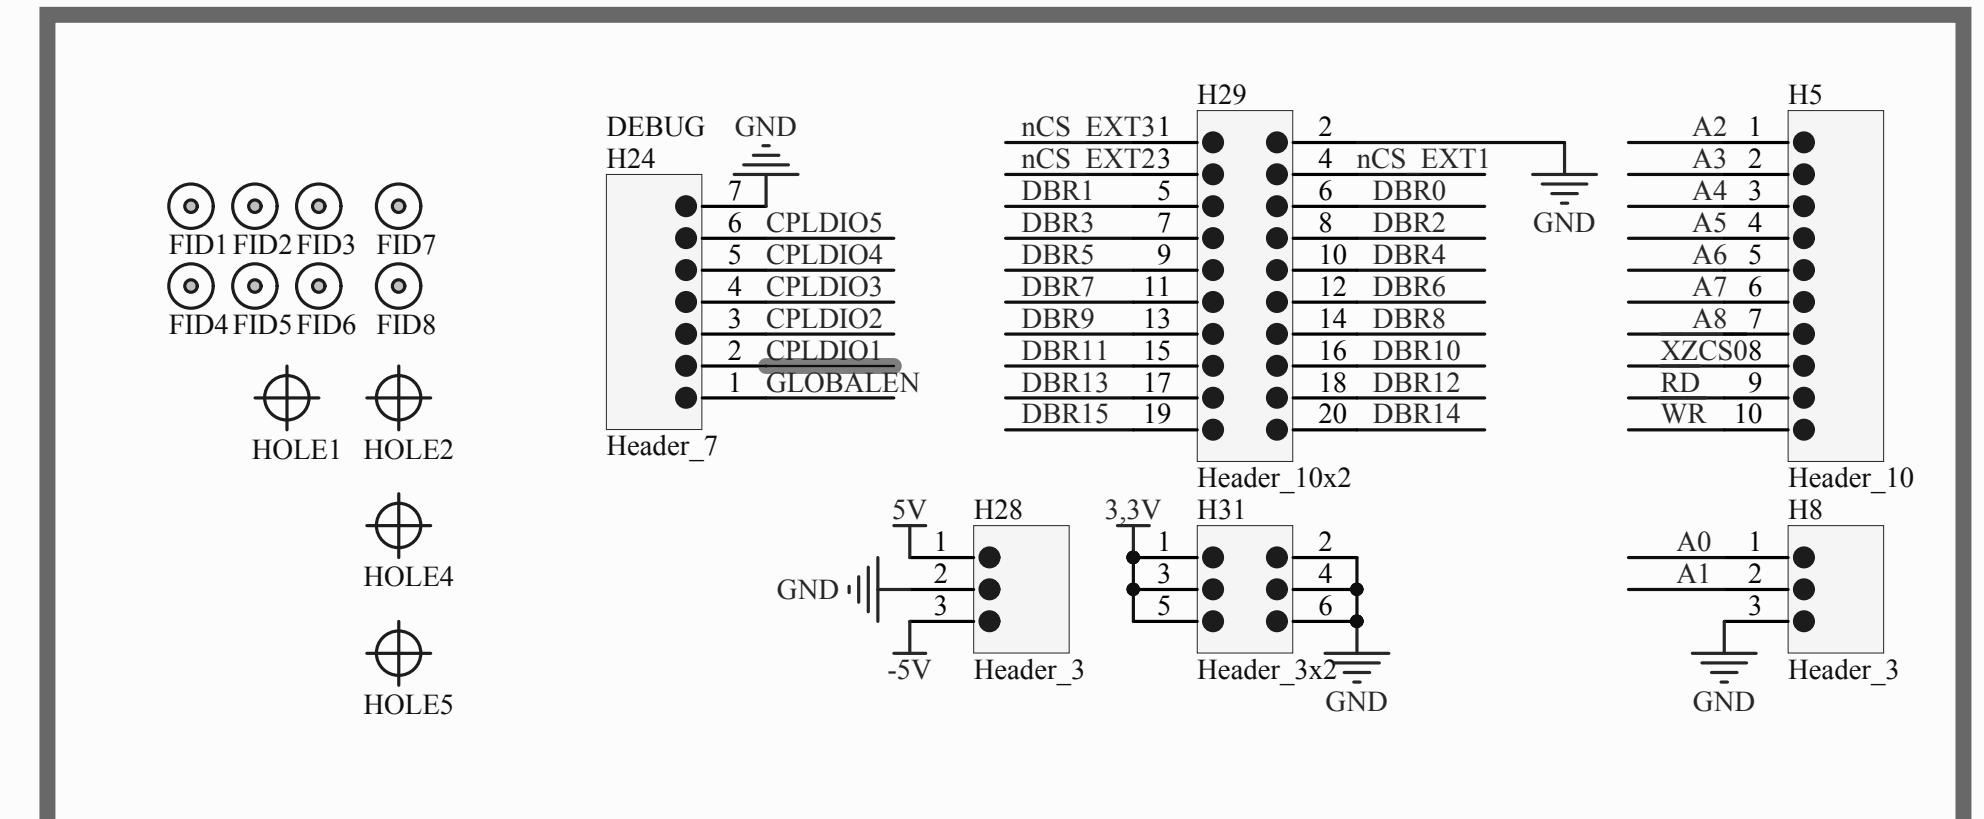 FID1 FID2 FID3 FID7
FID4 FID5 FID6 FID8
HOLE1 HOLE2
HOLE4
HOLE5
DEBUG GND
H24
7
6 CPLDIO5
5 CPLDIO4
4 CPLDIO3
3 CPLDIO2
2 CPLDIO1
1 GLOBALEN
Header_7
H29
nCS_EXT3 1 2
nCS_EXT2 3 4 nCS_EXT1
DBR1 5 6 DBR0
DBR3 7 8 DBR2
GND
DBR5 9 10 DBR4
DBR7 11 12 DBR6
DBR9 13 14 DBR8
DBR11 15 16 DBR10
DBR13 17 18 DBR12
DBR15 19 20 DBR14
Header_10x2
H5
A2 1
A3 2
A4 3
A5 4
A6 5
A7 6
A8 7
XZCS0 8
RD 9
WR 10
Header_10
5V H28
1
GND 2
3
-5V Header_3
3,3V H31
1 2
3 4
5 6
Header_3x2
GND
H8
A0 1
A1 2
3
GND Header_3